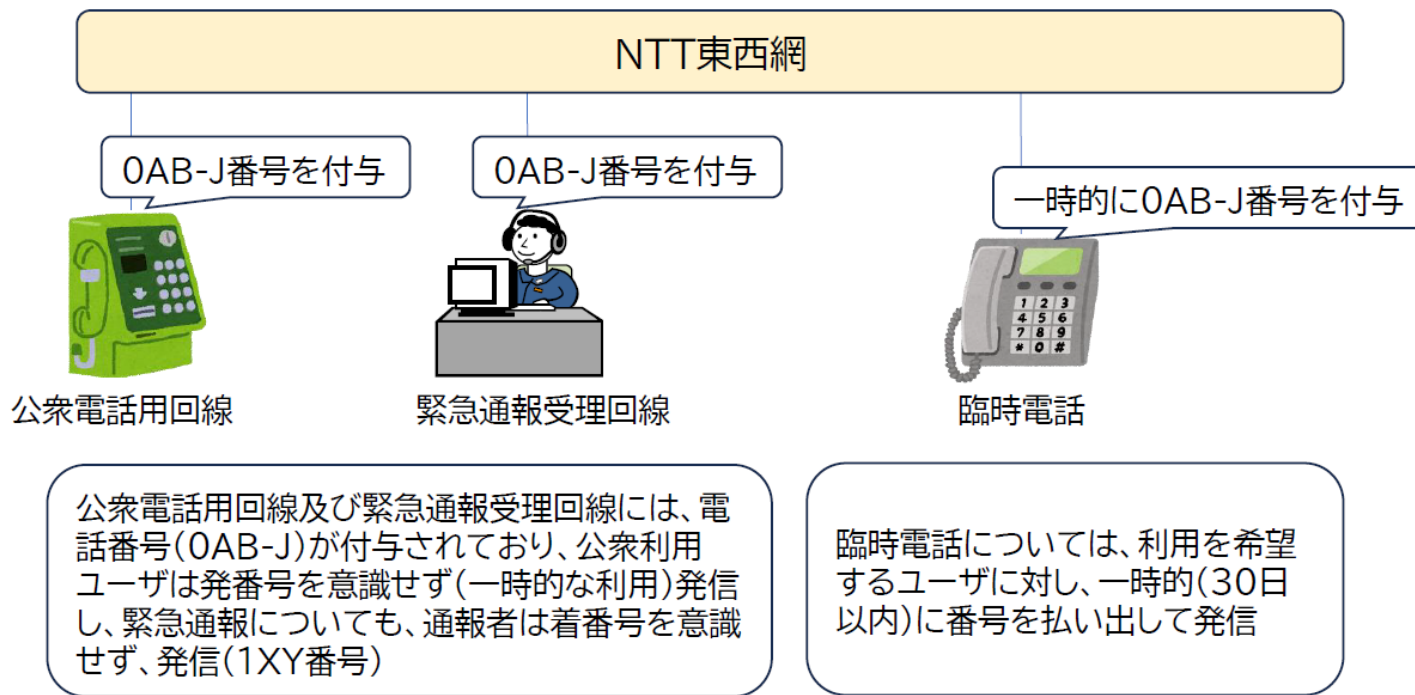 NTT東西網
0AB-J番号を付与
0AB-J番号を付与
一時的に0AB-J番号を付与
1 2 3
4 5 6
7 8 9
* 0 #
公衆電話用回線
緊急通報受理回線
臨時電話
公衆電話用回線及び緊急通報受理回線には、電
話番号(0AB-J)が付与されており、公衆利用
ユーザは発番号を意識せず(一時的な利用)発信
し、緊急通報についても、通報者は着番号を意識
せず、発信(1XY番号)
臨時電話については、利用を希望
するユーザに対し、一時的(30日
以内)に番号を払い出して発信